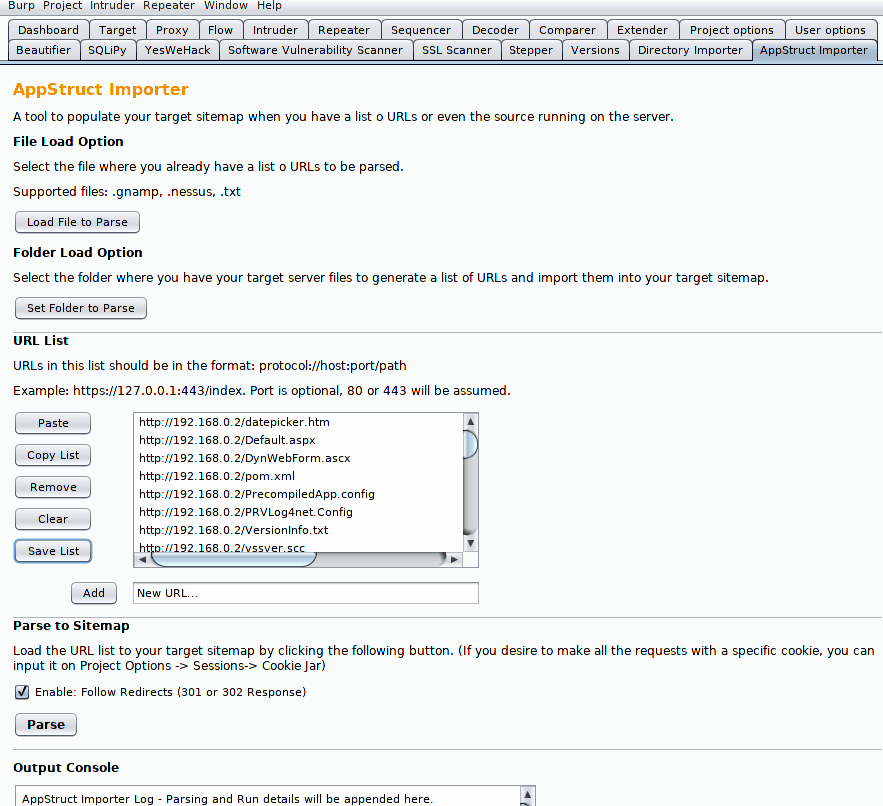 Burp Project Intruder Repeater Window Help
Dashboard Target Proxy Flow Intruder Repeater Sequencer Decoder Comparer Extender Project options User options
Beautifier SQLiPy YesWeHack Software Vulnerability Scanner SSL Scanner Stepper Versions Directory Importer AppStruct Importer
AppStruct Importer
A tool to populate your target sitemap when you have a list o URLs or even the source running on the server.
File Load Option
Select the file where you already have a list o URLs to be parsed.
Supported files: .gnamp, .nessus, .txt
Load File to Parse
Folder Load Option
Select the folder where you have your target server files to generate a list of URLs and import them into your target sitemap.
Set Folder to Parse
URL List
URLs in this list should be in the format: protocol://host:port/path
Example: https://127.0.0.1:443/index. Port is optional, 80 or 443 will be assumed.
Paste
Copy List
Remove
Clear
Save List
http://192.168.0.2/datepicker.htm
http://192.168.0.2/Default.aspx
http://192.168.0.2/DynWebForm.ascx
http://192.168.0.2/pom.xml
http://192.168.0.2/PrecompiledApp.config
http://192.168.0.2/PRVLog4net.Config
http://192.168.0.2/VersionInfo.txt
http://192.168.0.2/vssver.scc
Add New URL...
Parse to Sitemap
Load the URL list to your target sitemap by clicking the following button. (If you desire to make all the requests with a specific cookie, you can
input it on Project Options -> Sessions-> Cookie Jar)
Enable: Follow Redirects (301 or 302 Response)
Parse
Output Console
AppStruct Importer Log - Parsing and Run details will be appended here.